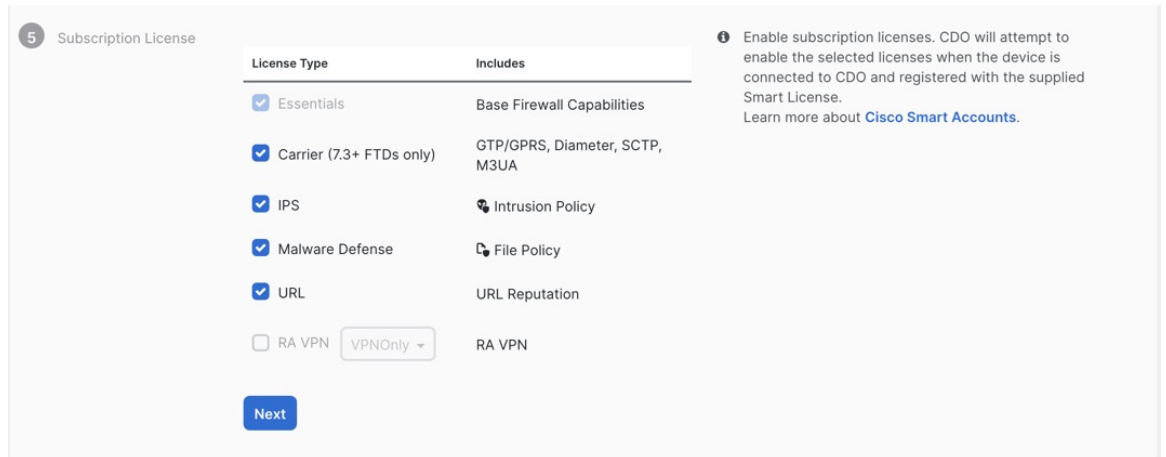 5 Subscription License
License Type Includes
Essentials Base Firewall Capabilities
Carrier (7.3+ FTDs only) GTP/GPRS, Diameter, SCTP,
M3UA
IPS Intrusion Policy
Malware Defense File Policy
URL URL Reputation
RA VPN VPNOnly RA VPN
Next
Enable subscription licenses. CDO will attempt to
enable the selected licenses when the device is
connected to CDO and registered with the supplied
Smart License.
Learn more about Cisco Smart Accounts.